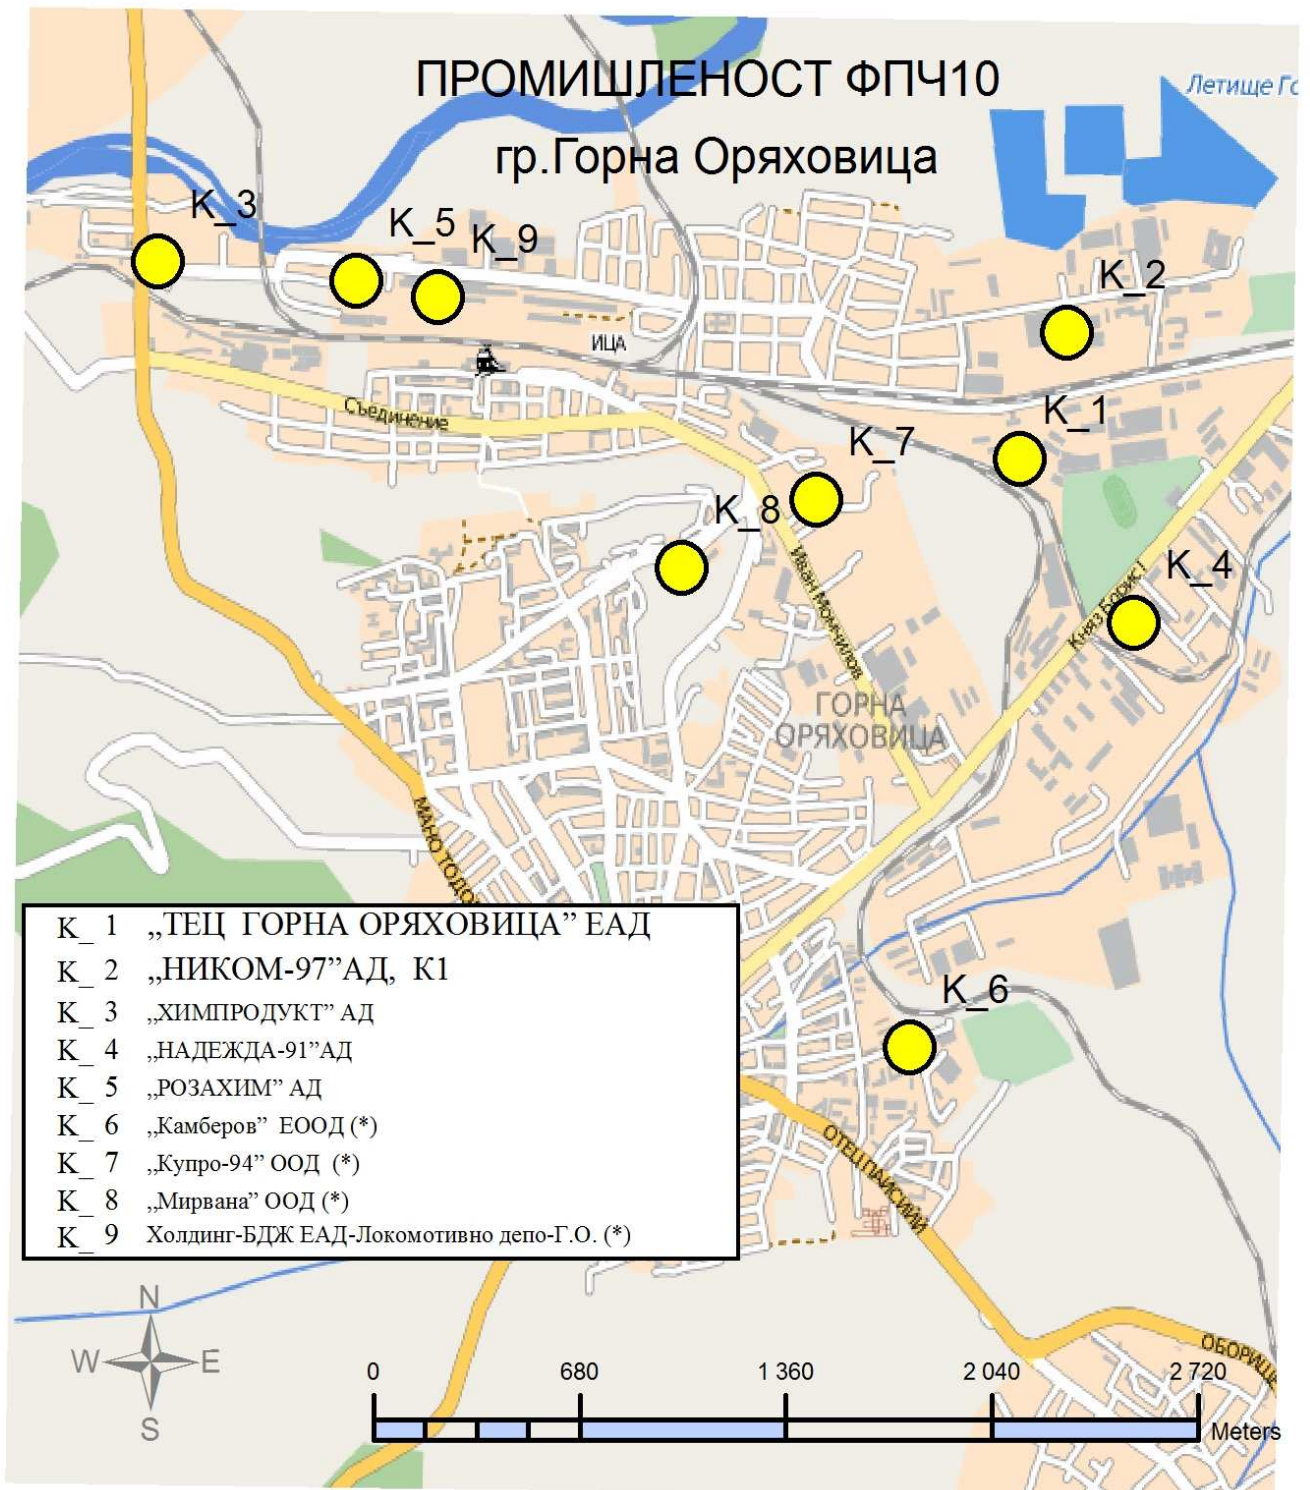 ПРОМИШЛЕНОСТ ФПЧ10
Летище Го
гр.Горна Оряховица
K_3
K_5
K_9
K_2
ИЦА
Съединение
K_1
K_7
K_8
Иван Момчилов
Княз Борис I
K_4
ГОРНА
ОРЯХОВИЦА
МАНО ТОДО
K_ 1 „ТЕЦ ГОРНА ОРЯХОВИЦА” ЕАД
K_ 2 „НИКОМ-97”АД, К1
K_ 3 „ХИМПРОДУКТ” АД
K_ 4 „НАДЕЖДА-91”АД
K_ 5 „РОЗАХИМ” АД
K_ 6 „Камберов” ЕООД (*)
K_ 7 „Купро-94” ООД (*)
K_ 8 „Мирвана” ООД (*)
K_ 9 Холдинг-БДЖ ЕАД-Локомотивно депо-Г.О. (*)
K_6
ОТЕЦ ПАИСИЙ
ОБОРИЩЕ
N
W E
S
0 680 1 360 2 040 2 720
Meters